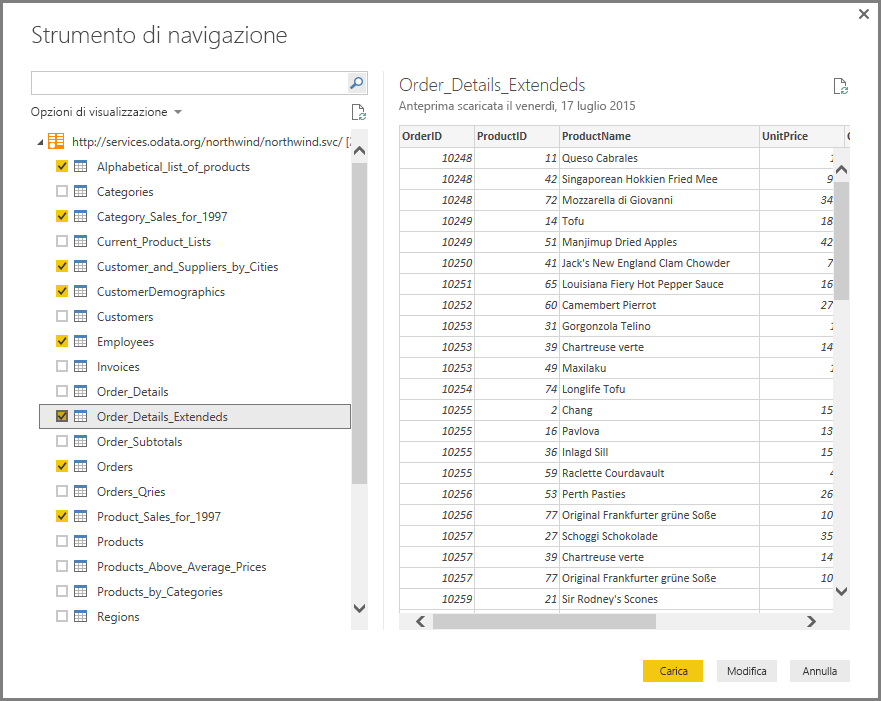 Strumento di navigazione
Opzioni di visualizzazione
http://services.odata.org/northwind/northwind.svc/
Alphabetical_list_of_products
Categories
Category_Sales_for_1997
Current_Product_Lists
Customer_and_Suppliers_by_Cities
CustomerDemographics
Customers
Employees
Invoices
Order_Details
Order_Details_Extendeds
Order_Subtotals
Orders
Orders_Qries
Product_Sales_for_1997
Products
Products_Above_Average_Prices
Products_by_Categories
Regions
Order_Details_Extendeds
Anteprima scaricata il venerdì, 17 luglio 2015
OrderID ProductID ProductName UnitPrice
10248 11 Queso Cabrales
10248 42 Singaporean Hokkien Fried Mee 9
10248 72 Mozzarella di Giovanni 34
10249 14 Tofu 18
10249 51 Manjimup Dried Apples 42
10250 41 Jack's New England Clam Chowder 7
10251 65 Louisiana Fiery Hot Pepper Sauce 16
10252 60 Camembert Pierrot 27
10253 31 Gorgonzola Telino
10253 39 Chartreuse verte 14
10253 49 Maxilaku
10254 74 Longlife Tofu
10255 2 Chang 15
10255 16 Pavlova 13
10255 36 Inlagd Sill 15
10255 59 Raclette Courdavault
10256 53 Perth Pasties 26
10256 77 Original Frankfurter grüne Soße 10
10257 27 Schoggi Schokolade 35
10257 39 Chartreuse verte 14
10257 77 Original Frankfurter grüne Soße 10
10259 21 Sir Rodney's Scones
Carica Modifica Annulla